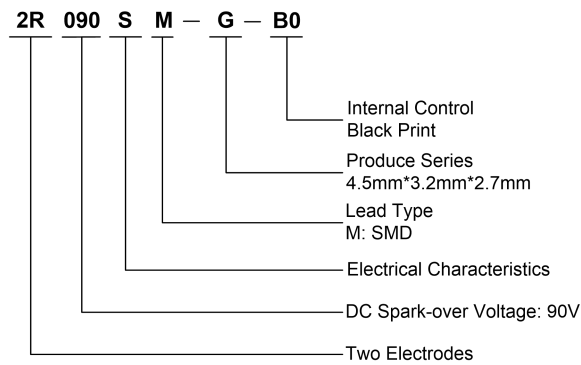 2R 090 S M – G – B0
Internal Control
Black Print
Produce Series
4.5mm*3.2mm*2.7mm
Lead Type
M: SMD
Electrical Characteristics
DC Spark-over Voltage: 90V
Two Electrodes